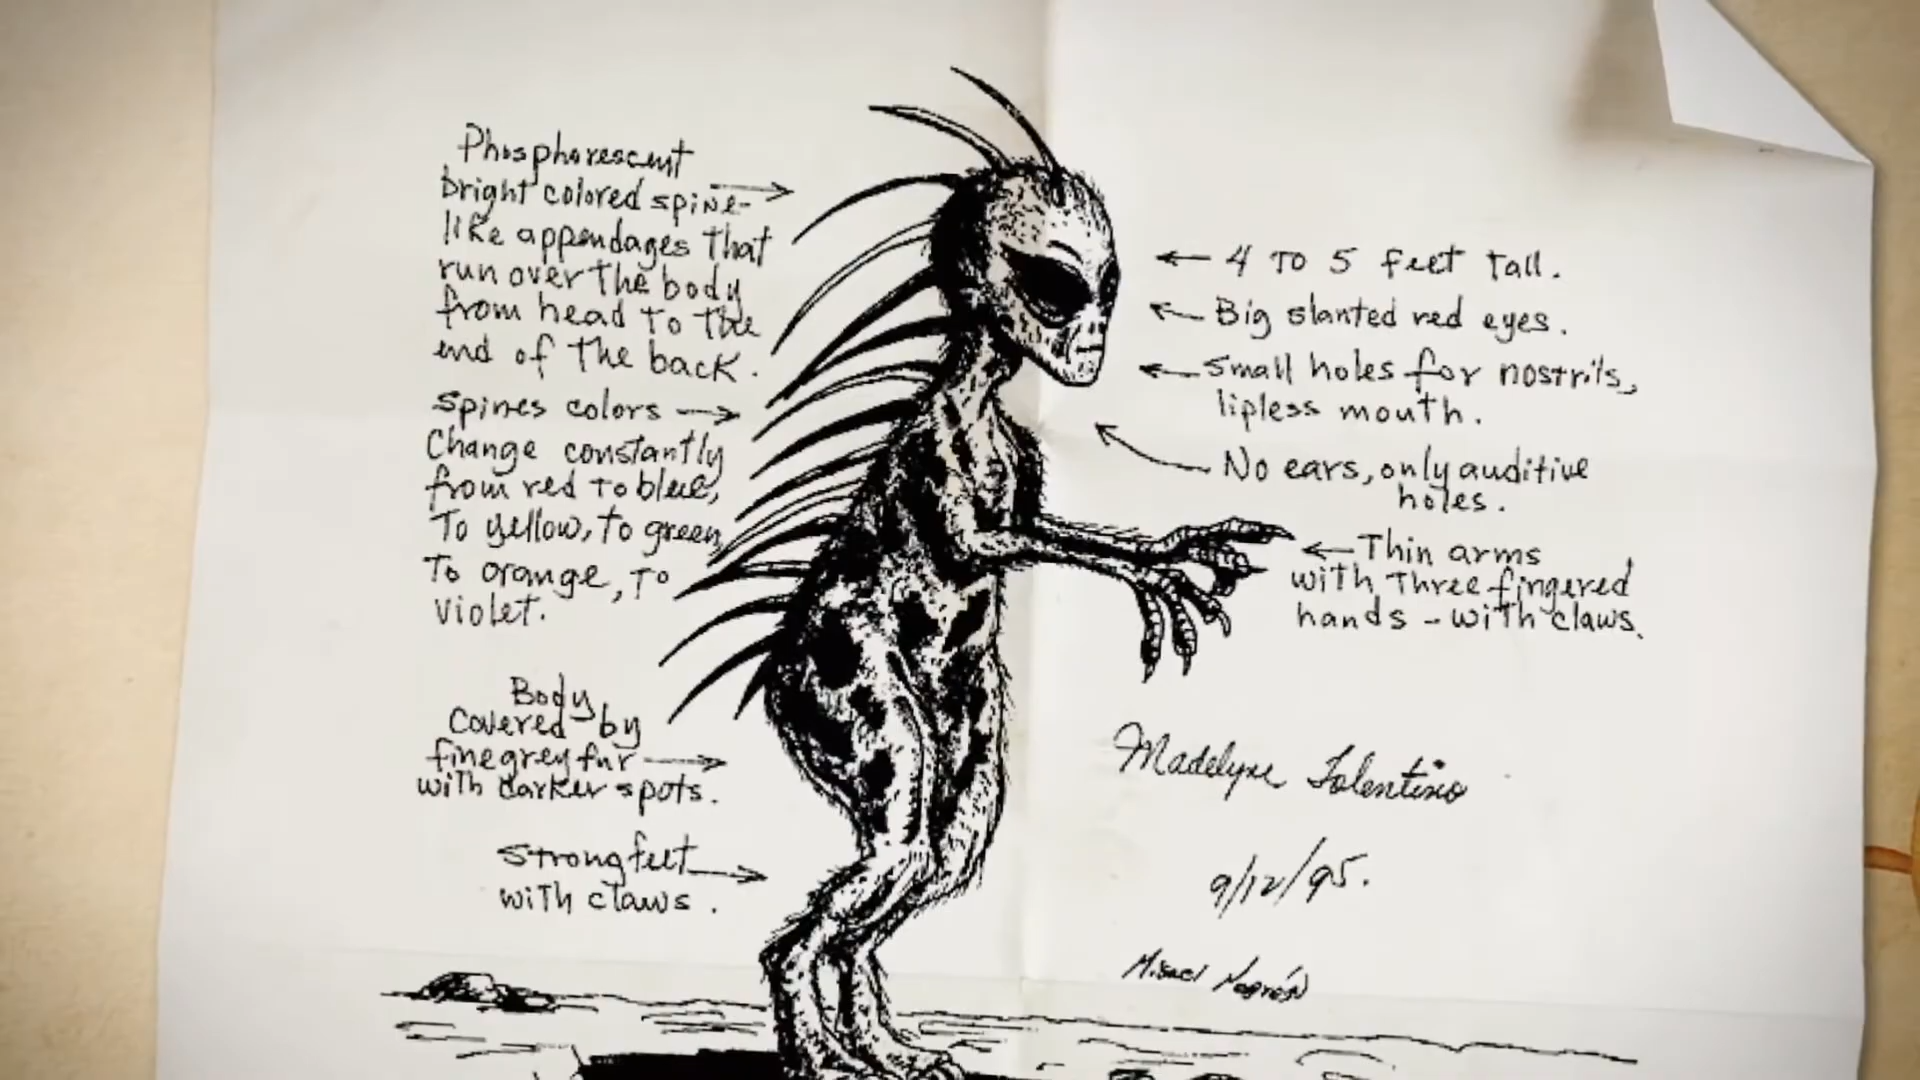 Phosphorescent
bright colored spine-
like appendages that
run over the body
from head to the
end of the back.
Spines colors
Change constantly
from red to blue,
to yellow, to green,
to orange, to
violet.
Body
covered by
fine grey fur
with darker spots.
Strong feet
with claws.
4 to 5 feet tall.
Big slanted red eyes.
Small holes for nostrils,
lipless mouth.
No ears, only auditive
holes.
Thin arms
with three fingered
hands - with claws.
Madelyne Tolentino
9/12/95.
Misael Negrón